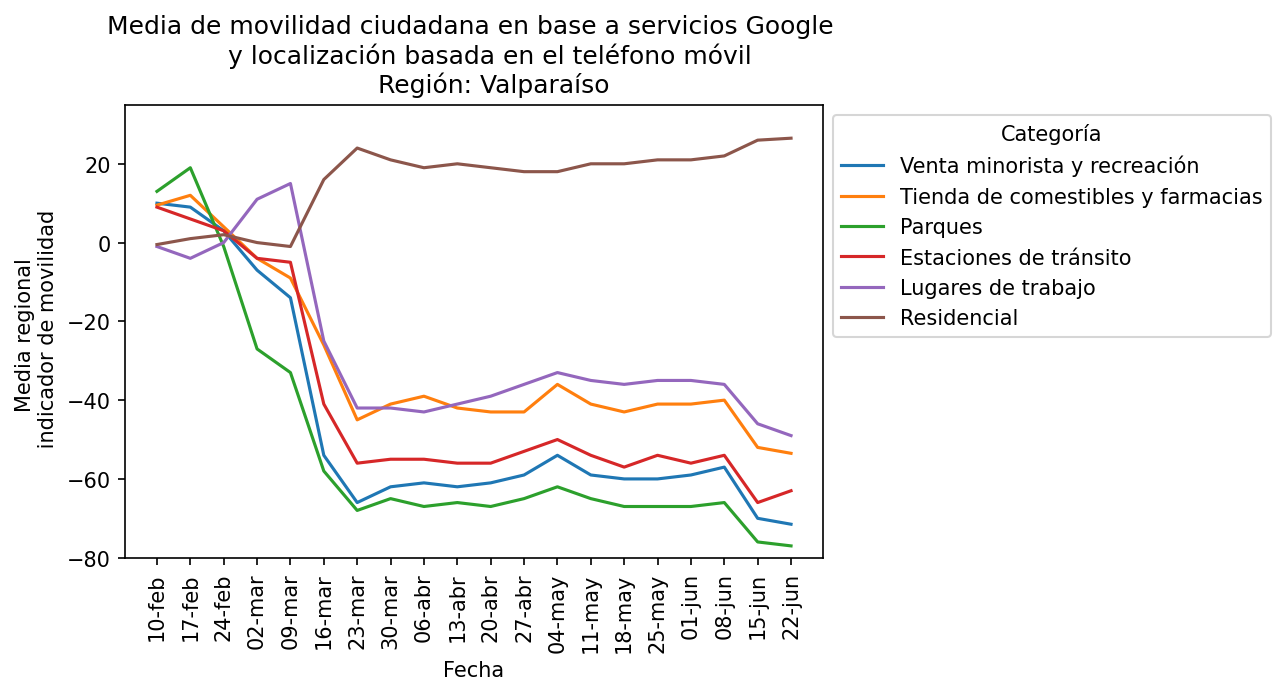 Media de movilidad ciudadana en base a servicios Google
y localización basada en el teléfono móvil
Región: Valparaíso
Media regional
indicador de movilidad
20
0
−20
−40
−60
−80
10-feb
17-feb
24-feb
02-mar
09-mar
16-mar
23-mar
30-mar
06-abr
13-abr
20-abr
27-abr
04-may
11-may
18-may
25-may
01-jun
08-jun
15-jun
22-jun
Fecha
Categoría
Venta minorista y recreación
Tienda de comestibles y farmacias
Parques
Estaciones de tránsito
Lugares de trabajo
Residencial